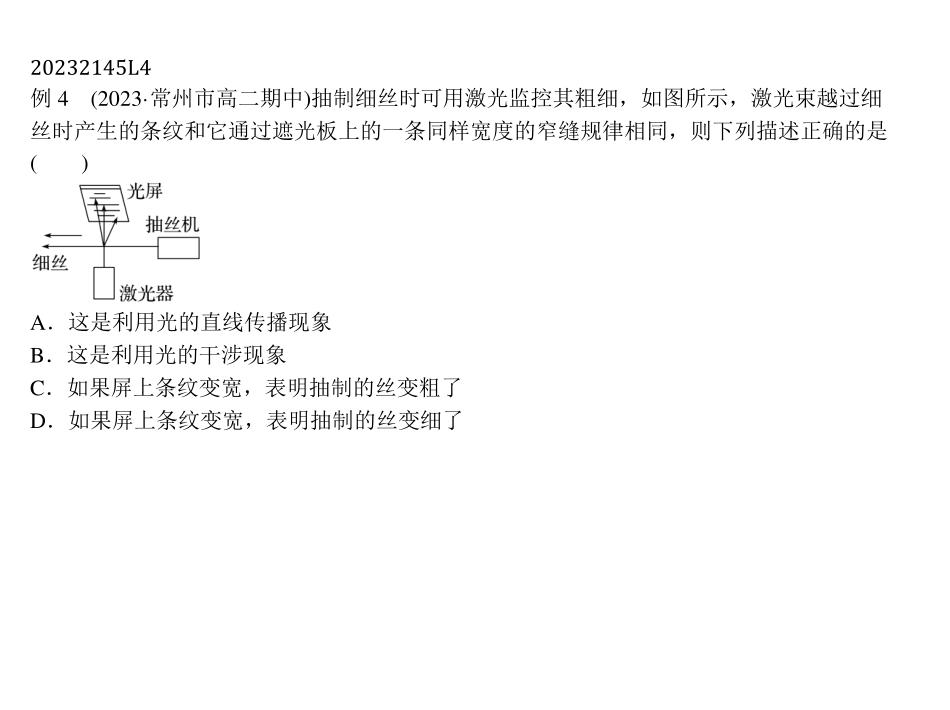 20232145L4
例 4　(2023·常州市高二期中)抽制细丝时可用激光监控其粗细，如图所示，激光束越过细
丝时产生的条纹和它通过遮光板上的一条同样宽度的窄缝规律相同，则下列描述正确的是
(　　)
光屏
抽丝机
细丝
激光器
A．这是利用光的直线传播现象
B．这是利用光的干涉现象
C．如果屏上条纹变宽，表明抽制的丝变粗了
D．如果屏上条纹变宽，表明抽制的丝变细了